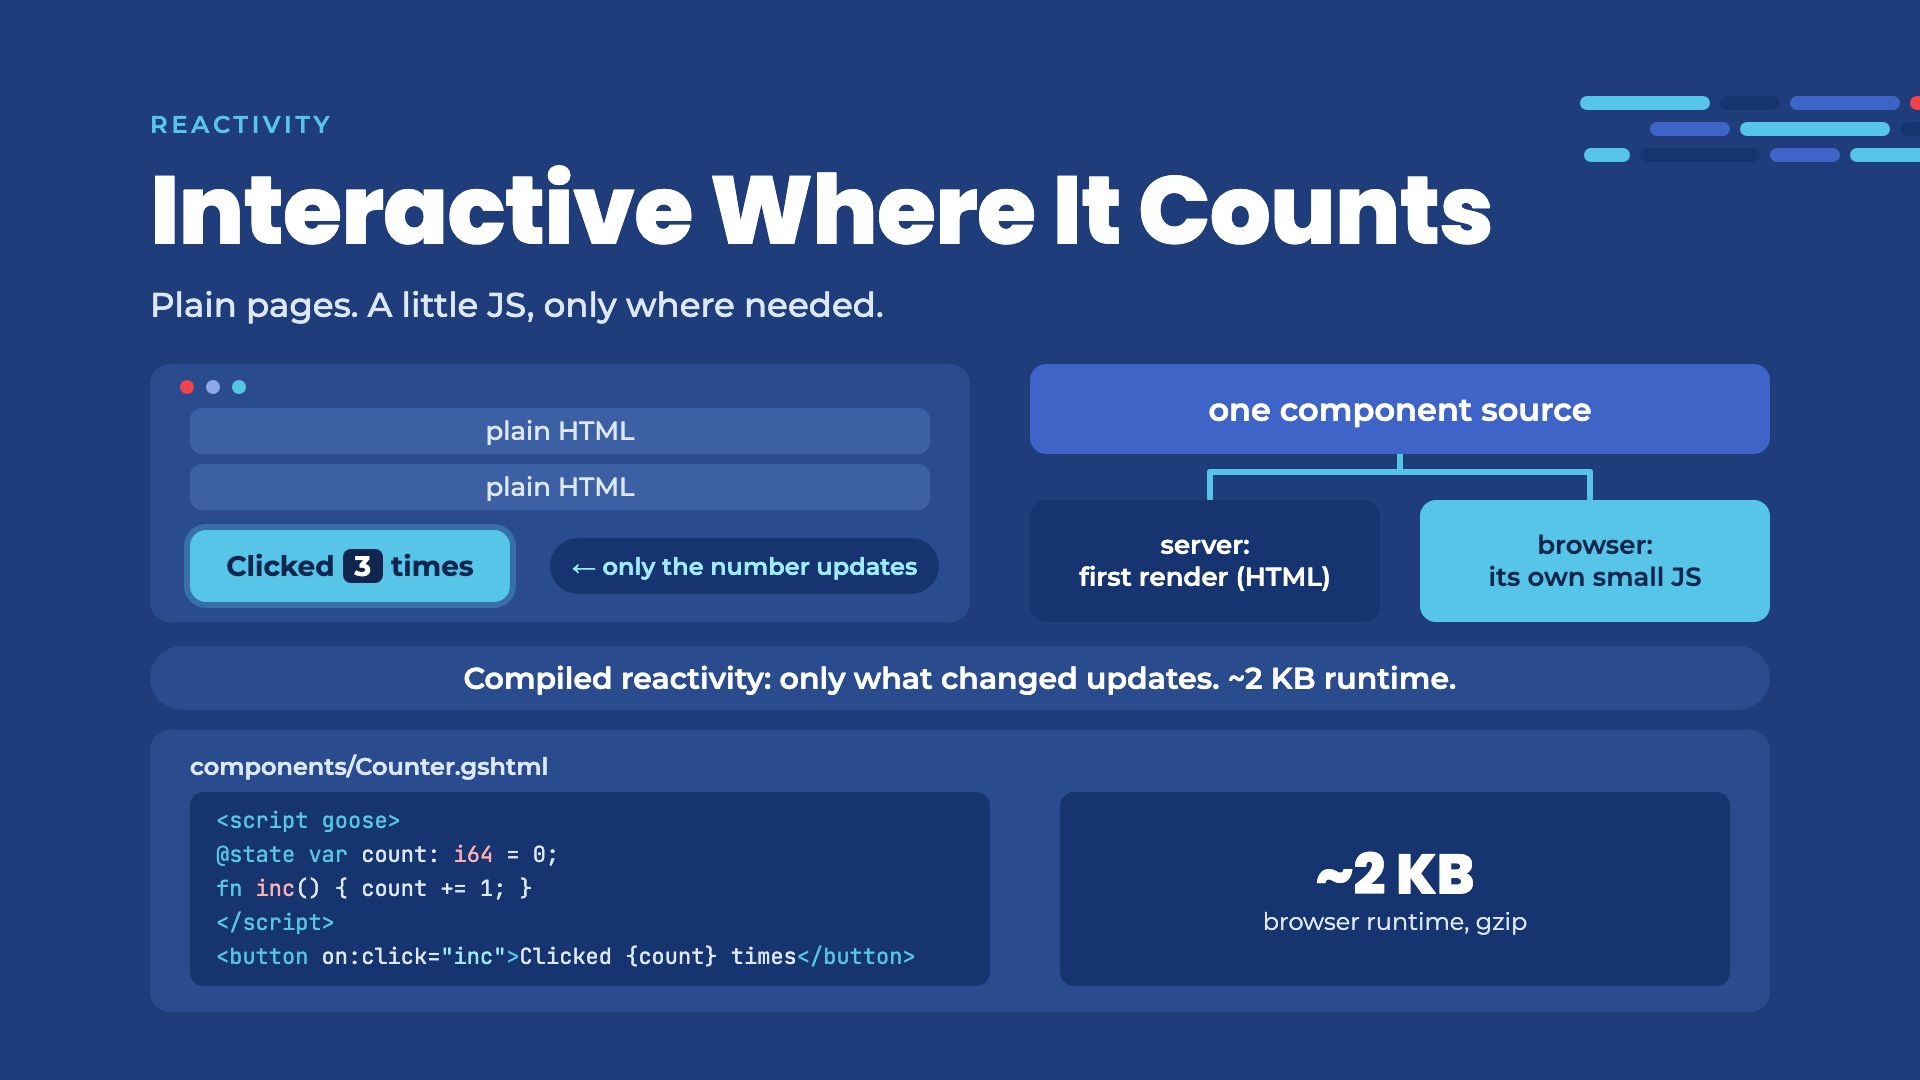 REACTIVITY
Interactive Where It Counts
Plain pages. A little JS, only where needed.
plain HTML
plain HTML
Clicked 3 times
← only the number updates
one component source
server:
first render (HTML)
browser:
its own small JS
Compiled reactivity: only what changed updates. ~2 KB runtime.
components/Counter.gshtml
<script goose>
@state var count: i64 = 0;
fn inc() { count += 1; }
</script>
<button on:click="inc">Clicked {count} times</button>
~2 KB
browser runtime, gzip